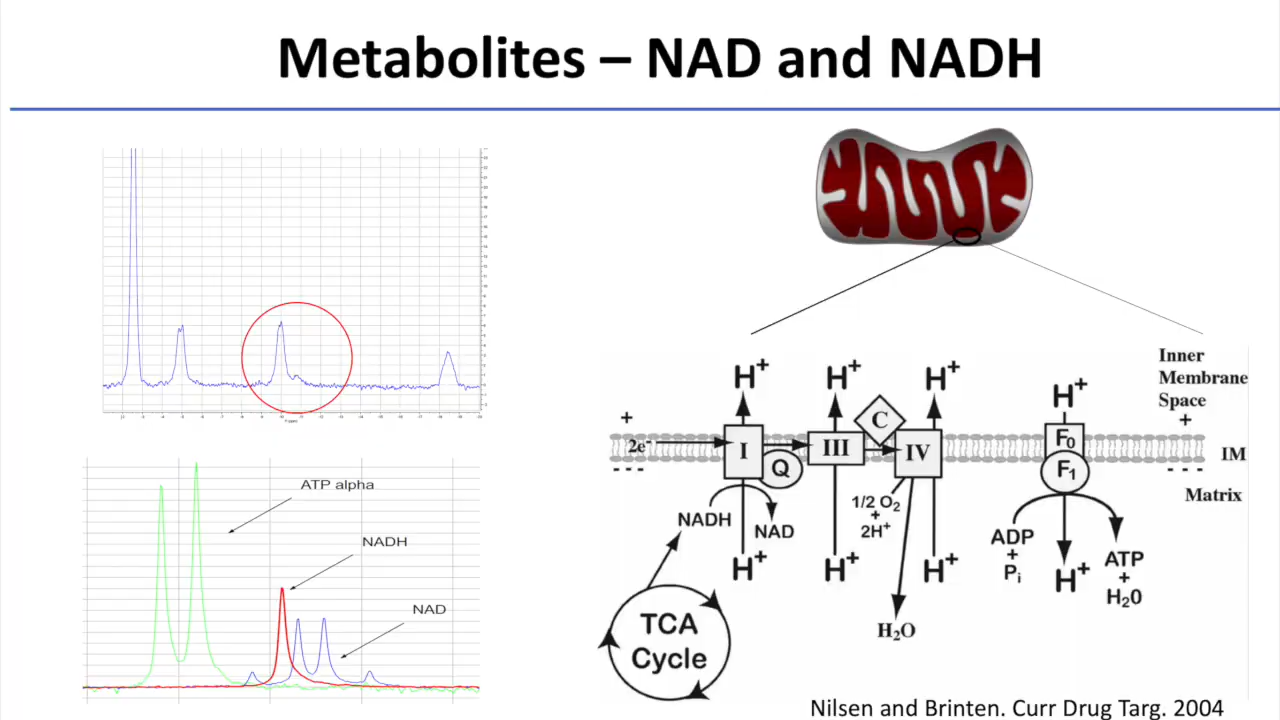 Metabolites – NAD and NADH
ATP alpha
NADH
NAD
Inner
Membrane
Space
H+
H+
H+
H+
+
+
2e-
- - -
I
Q
III
C
IV
F0
F1
IM
- - -
Matrix
NADH
NAD
1/2 O2
+
2H+
ADP
+
Pi
ATP
+
H20
H+
H+
H+
H+
H2O
TCA
Cycle
Nilsen and Brinten. Curr Drug Targ. 2004